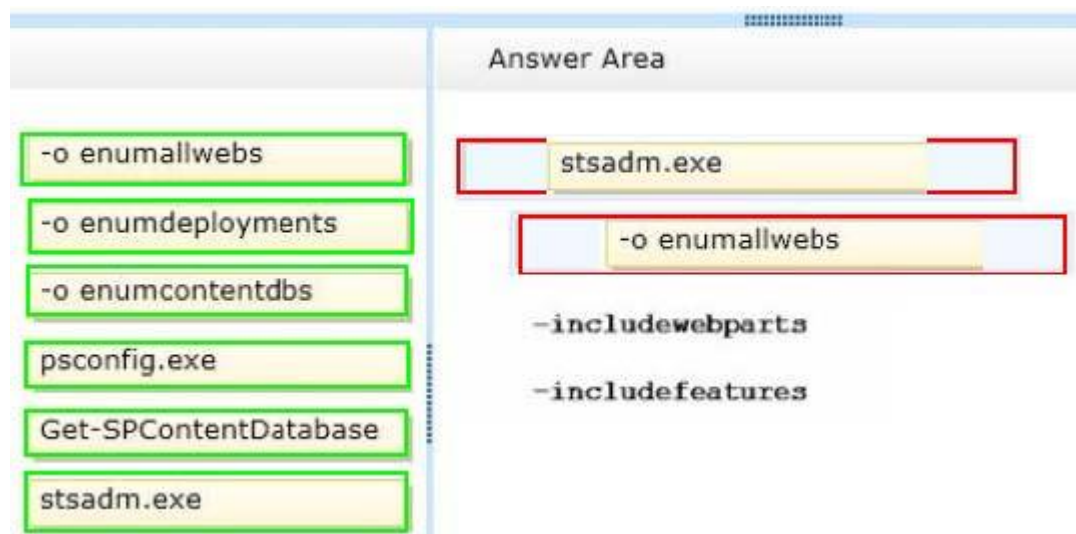 Answer Area
-o enumallwebs
-o enumdeployments
-o enumcontentdbs
psconfig.exe
Get-SPContentDatabase
stsadm.exe
stsadm.exe
-o enumallwebs
-includewebparts
-includefeatures